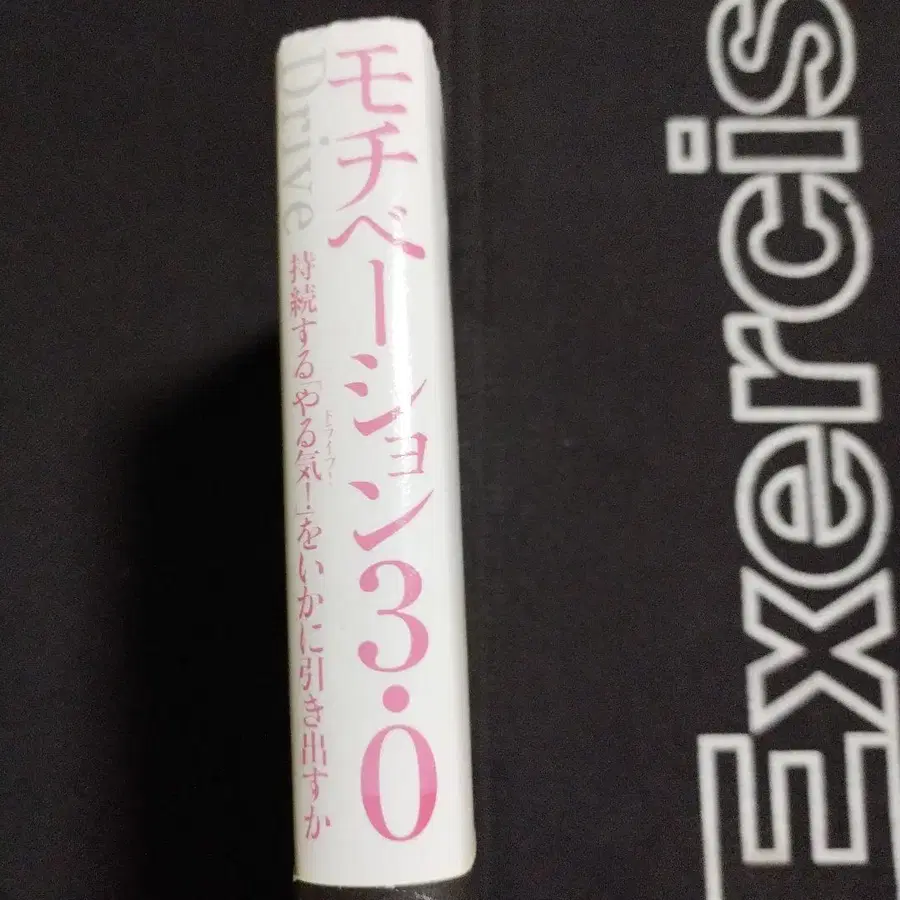 モチベーション3.0
Drive
持続する「やる気!」をいかに引き出すか
ドライブ!
Exercis